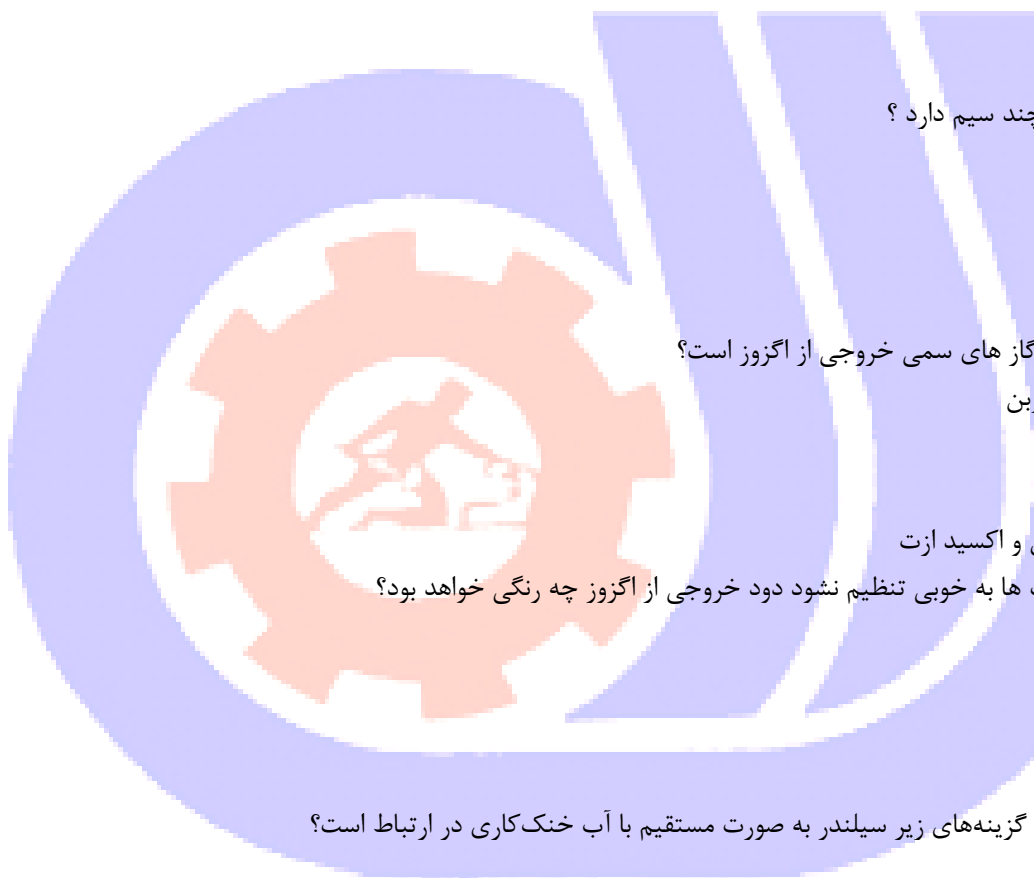 چند سیم دارد ؟
گاز های سمی خروجی از اگزوز است؟
و اکسید ازت
ها به خوبی تنظیم نشود دود خروجی از اگزوز چه رنگی خواهد بود؟
گزینه‌های زیر سیلندر به صورت مستقیم با آب خنک‌کاری در ارتباط است؟